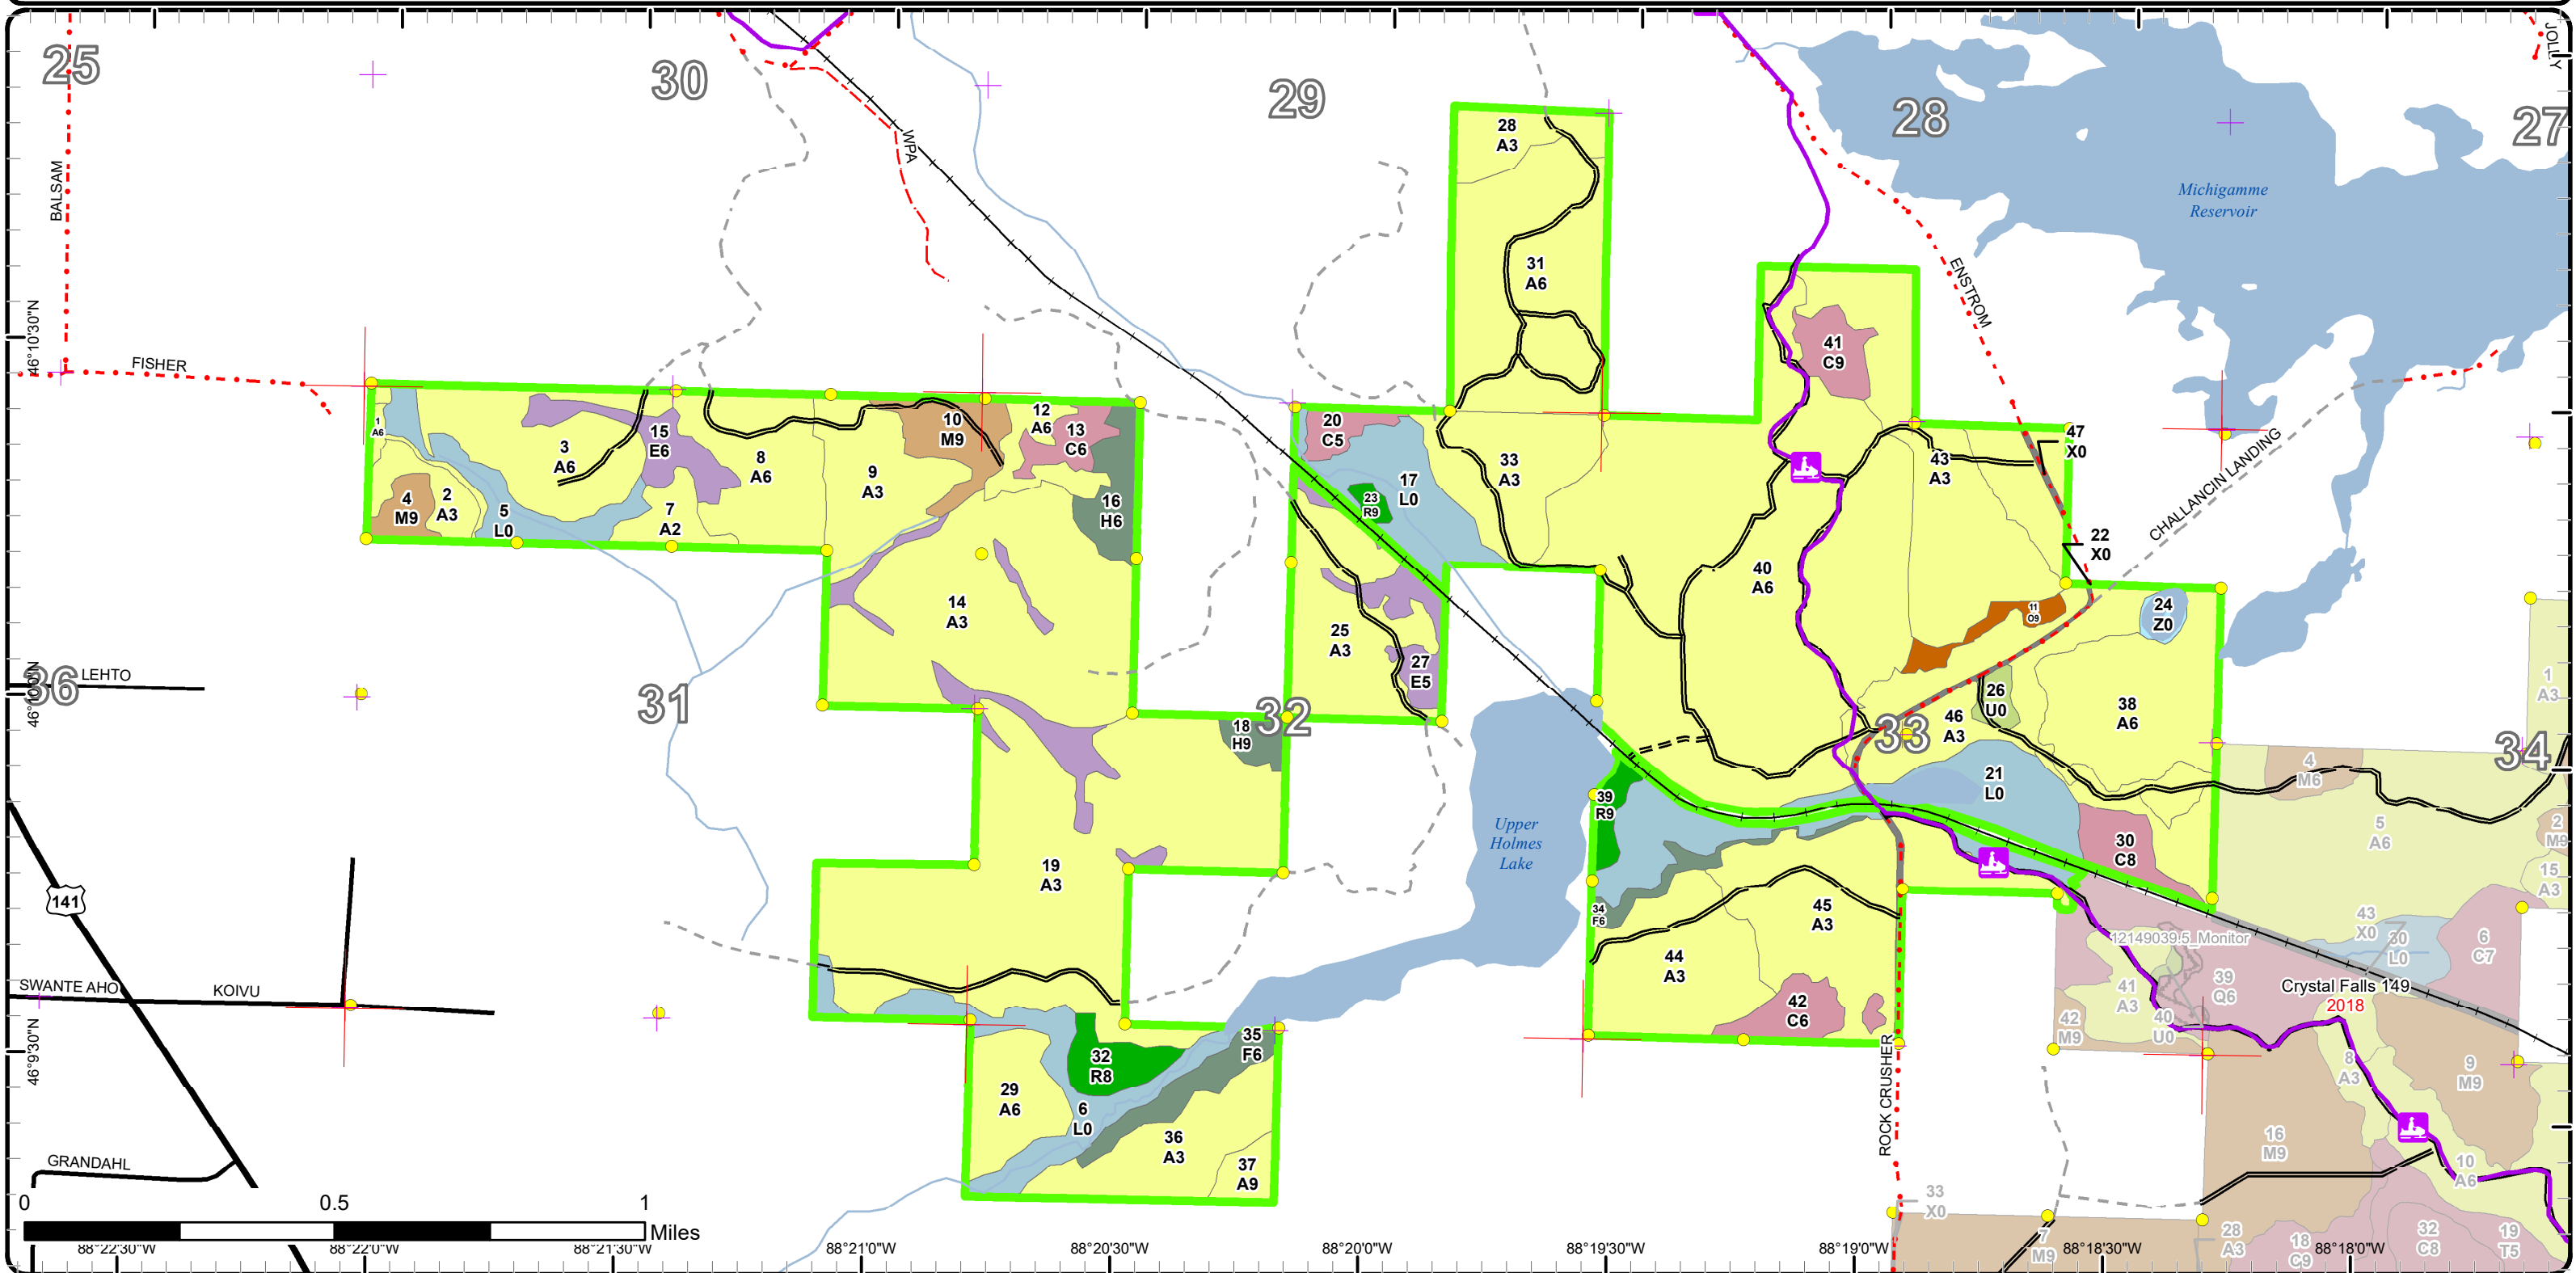 25
30
29
28
27
JOLLY
BALSAM
WPA
Michigamme
Reservoir
ENSTROM
FISHER
CHALLANCIN LANDING
46°10'30"N
28
A3
31
A6
41
C9
1
A6
3
A6
15
E6
8
A6
9
A3
10
M9
12
A6
13
C6
16
H6
4
M9
2
A3
5
L0
7
A2
14
A3
20
C5
23
R9
17
L0
33
A3
43
A3
47
X0
22
X0
40
A6
25
A3
27
E5
11
O9
24
Z0
26
U0
46
A3
38
A6
LEHTO
36
31
32
33
34
18
H9
21
L0
39
R9
30
C8
1
A3
4
M6
5
A6
2
M9
15
A3
Upper
Holmes
Lake
141
19
A3
34
F6
45
A3
44
A3
42
C6
SWANTE AHO
KOIVU
12149039.5_Monitor
43
X0
30
L0
6
C7
41
A3
39
Q6
42
M9
40
U0
Crystal Falls 149
2018
8
A3
9
M9
46°9'30"N
32
R8
35
F6
29
A6
6
L0
36
A3
37
A9
ROCK CRUSHER
16
M9
10
A6
GRANDAHL
33
X0
7
M9
28
A3
18
C9
32
C8
19
T5
0
0.5
1
Miles
88°22'30"W
88°22'0"W
88°21'30"W
88°21'0"W
88°20'30"W
88°20'0"W
88°19'30"W
88°19'0"W
88°18'30"W
88°18'0"W